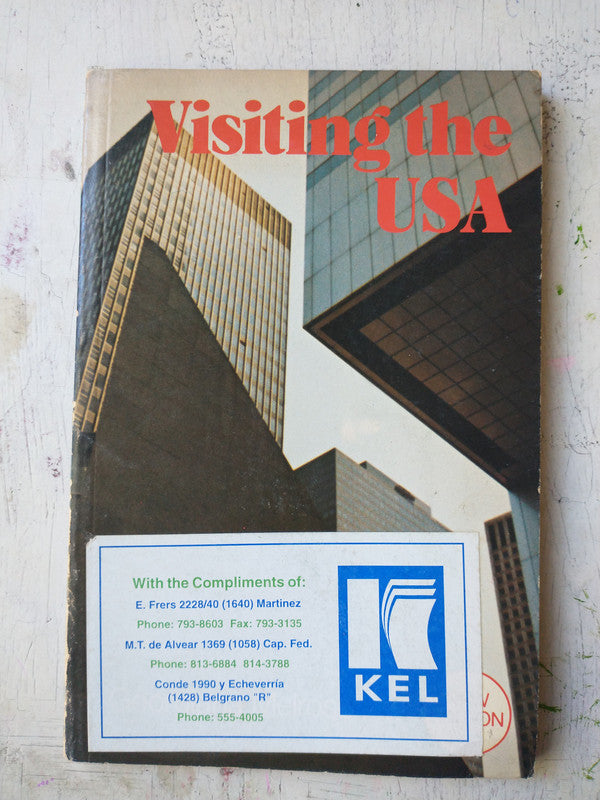 Visiting the
USA
With the Compliments of:
E. Frers 2228/40 (1640) Martinez
Phone: 793-8603 Fax: 793-3135
M.T. de Alvear 1369 (1058) Cap. Fed.
Phone: 813-6884 814-3788
Conde 1990 y Echeverría
(1428) Belgrano "R"
Phone: 555-4005
KEL